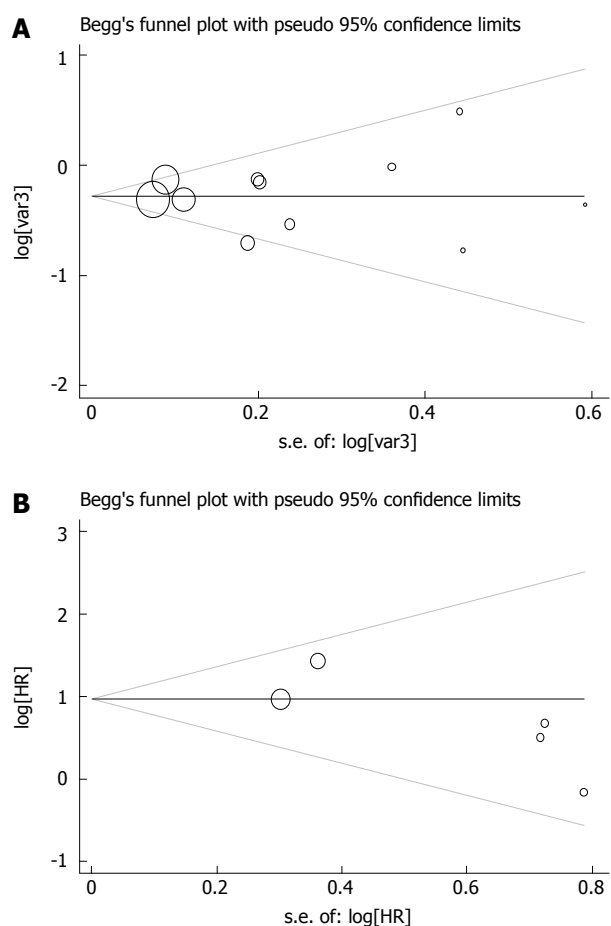 A
Begg's funnel plot with pseudo 95% confidence limits
1
0
-1
-2
log[var3]
0 0.2 0.4 0.6
s.e. of: log[var3]
B
Begg's funnel plot with pseudo 95% confidence limits
3
2
1
0
-1
log[HR]
0 0.2 0.4 0.6 0.8
s.e. of: log[HR]